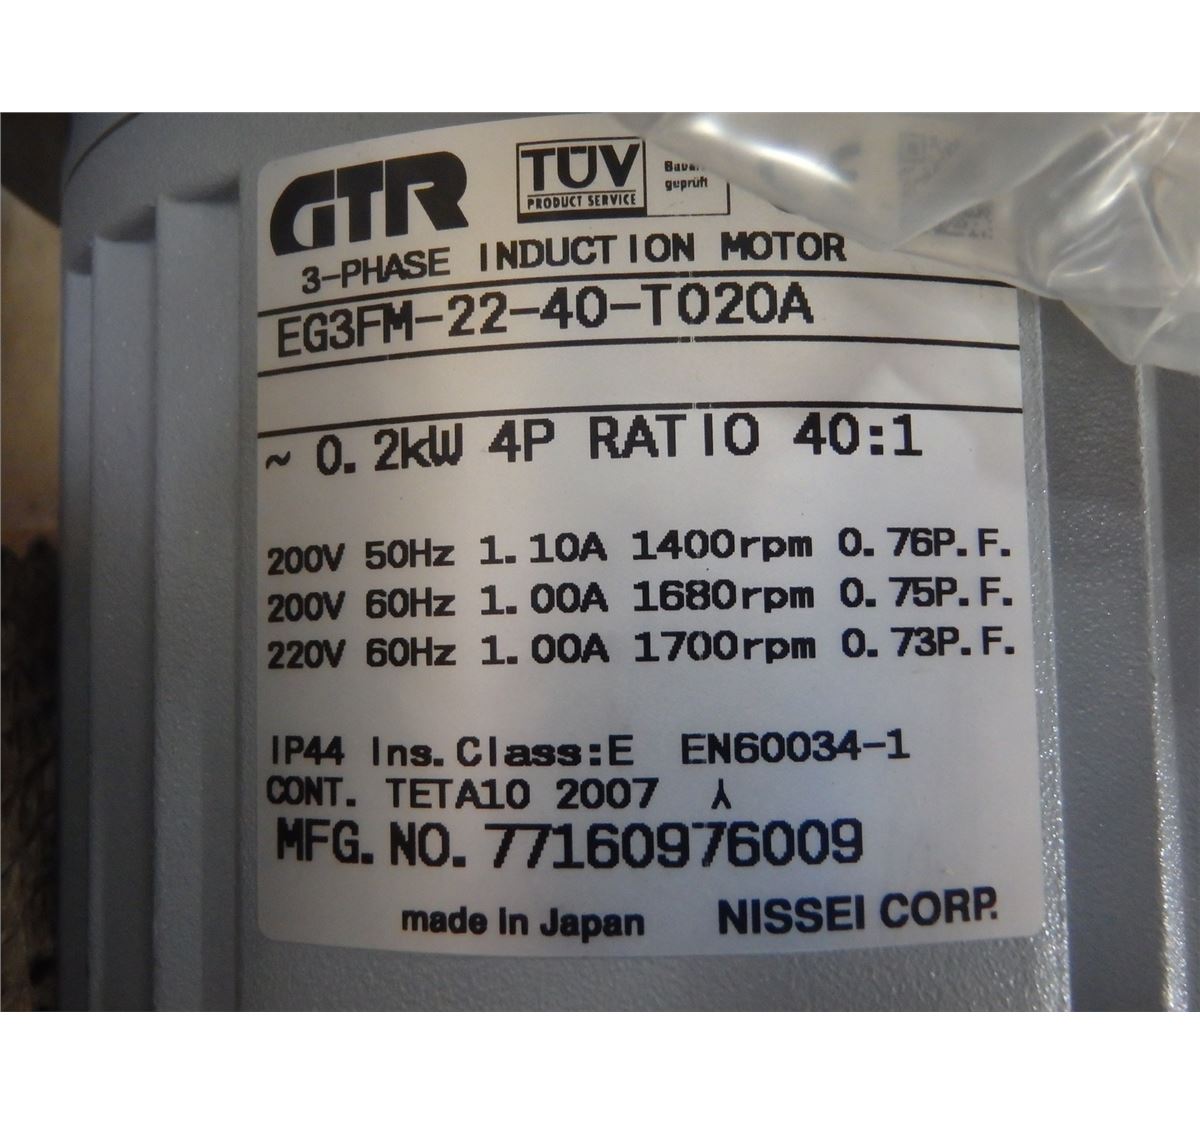 GTR
TÜV
PRODUCT SERVICE
geprüft
3-PHASE INDUCTION MOTOR
EG3FM-22-40-T020A
~ 0.2kW 4P RATIO 40:1
200V 50Hz 1.10A 1400rpm 0.76P.F.
200V 60Hz 1.00A 1680rpm 0.75P.F.
220V 60Hz 1.00A 1700rpm 0.73P.F.
IP44 Ins.Class:E EN60034-1
CONT. TETA10 2007
MFG.NO.77160976009
made in Japan NISSEI CORP.